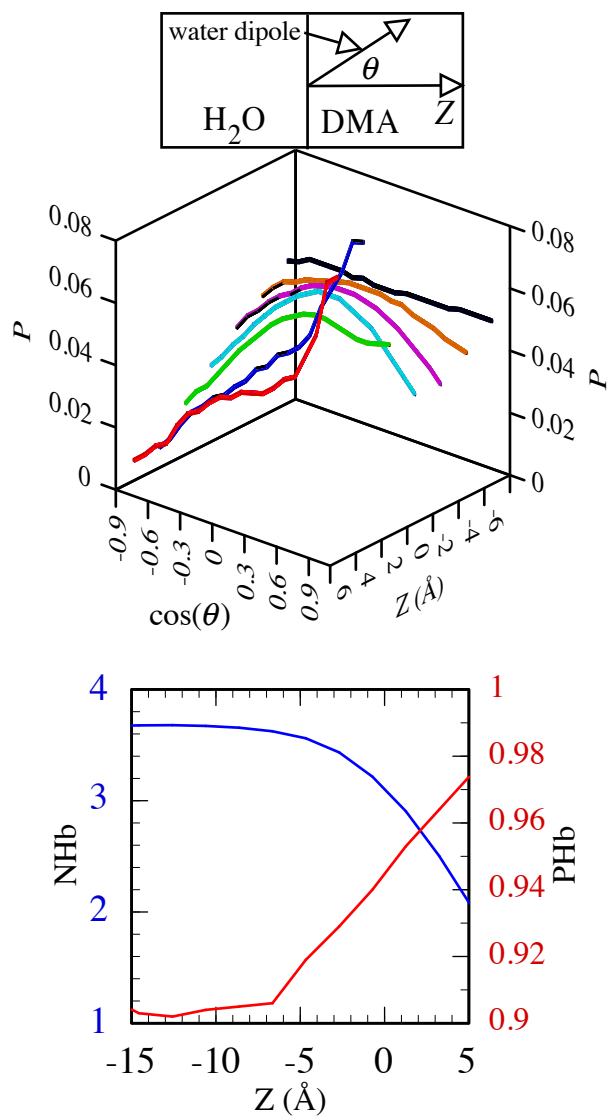 water dipole
θ
H2O DMA Z
0.08 0.08
0.06 0.06
P 0.04 0.04 P
0.02 0.02
0 0
-0.9 -0.6 -0.3 0 0.3 0.6 0.9 6 4 2 0 -2 -4 -6
cos(θ) Z (Å)
4 1
0.98
3 0.96
NHb PHb
0.94
2
0.92
1 0.9
-15 -10 -5 0 5
Z (Å)